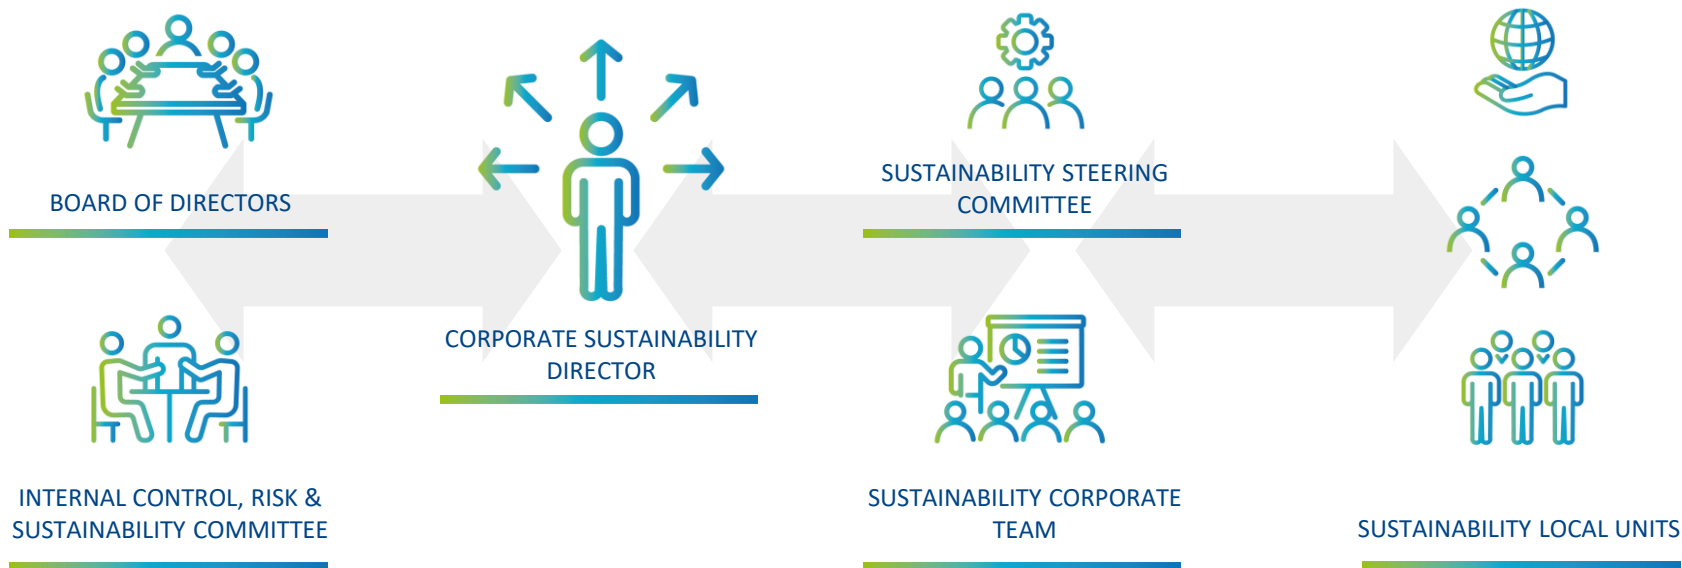 BOARD OF DIRECTORS
INTERNAL CONTROL, RISK &
SUSTAINABILITY COMMITTEE
CORPORATE SUSTAINABILITY
DIRECTOR
SUSTAINABILITY STEERING
COMMITTEE
SUSTAINABILITY CORPORATE
TEAM
SUSTAINABILITY LOCAL UNITS